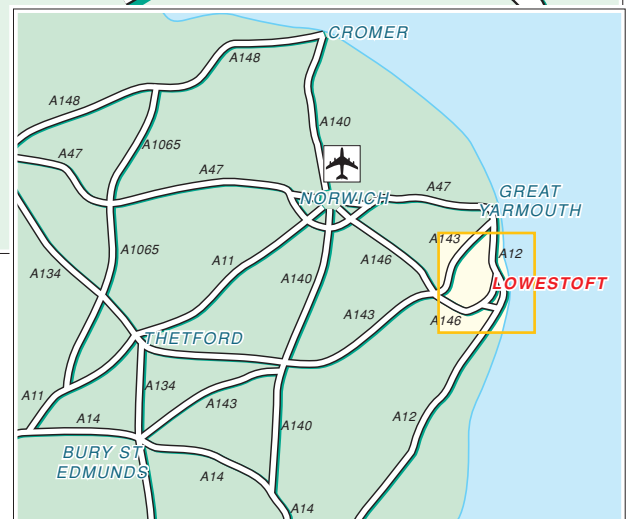 CROMER
A148
A148
A1065
A140
A47
A47
A47
NORWICH
GREAT
YARMOUTH
A143
A12
A1065
A11
A146
A134
A140
LOWESTOFT
A143
A146
THETFORD
A134
A11
A143
A12
A14
A140
BURY ST
EDMUNDS
A14
A14